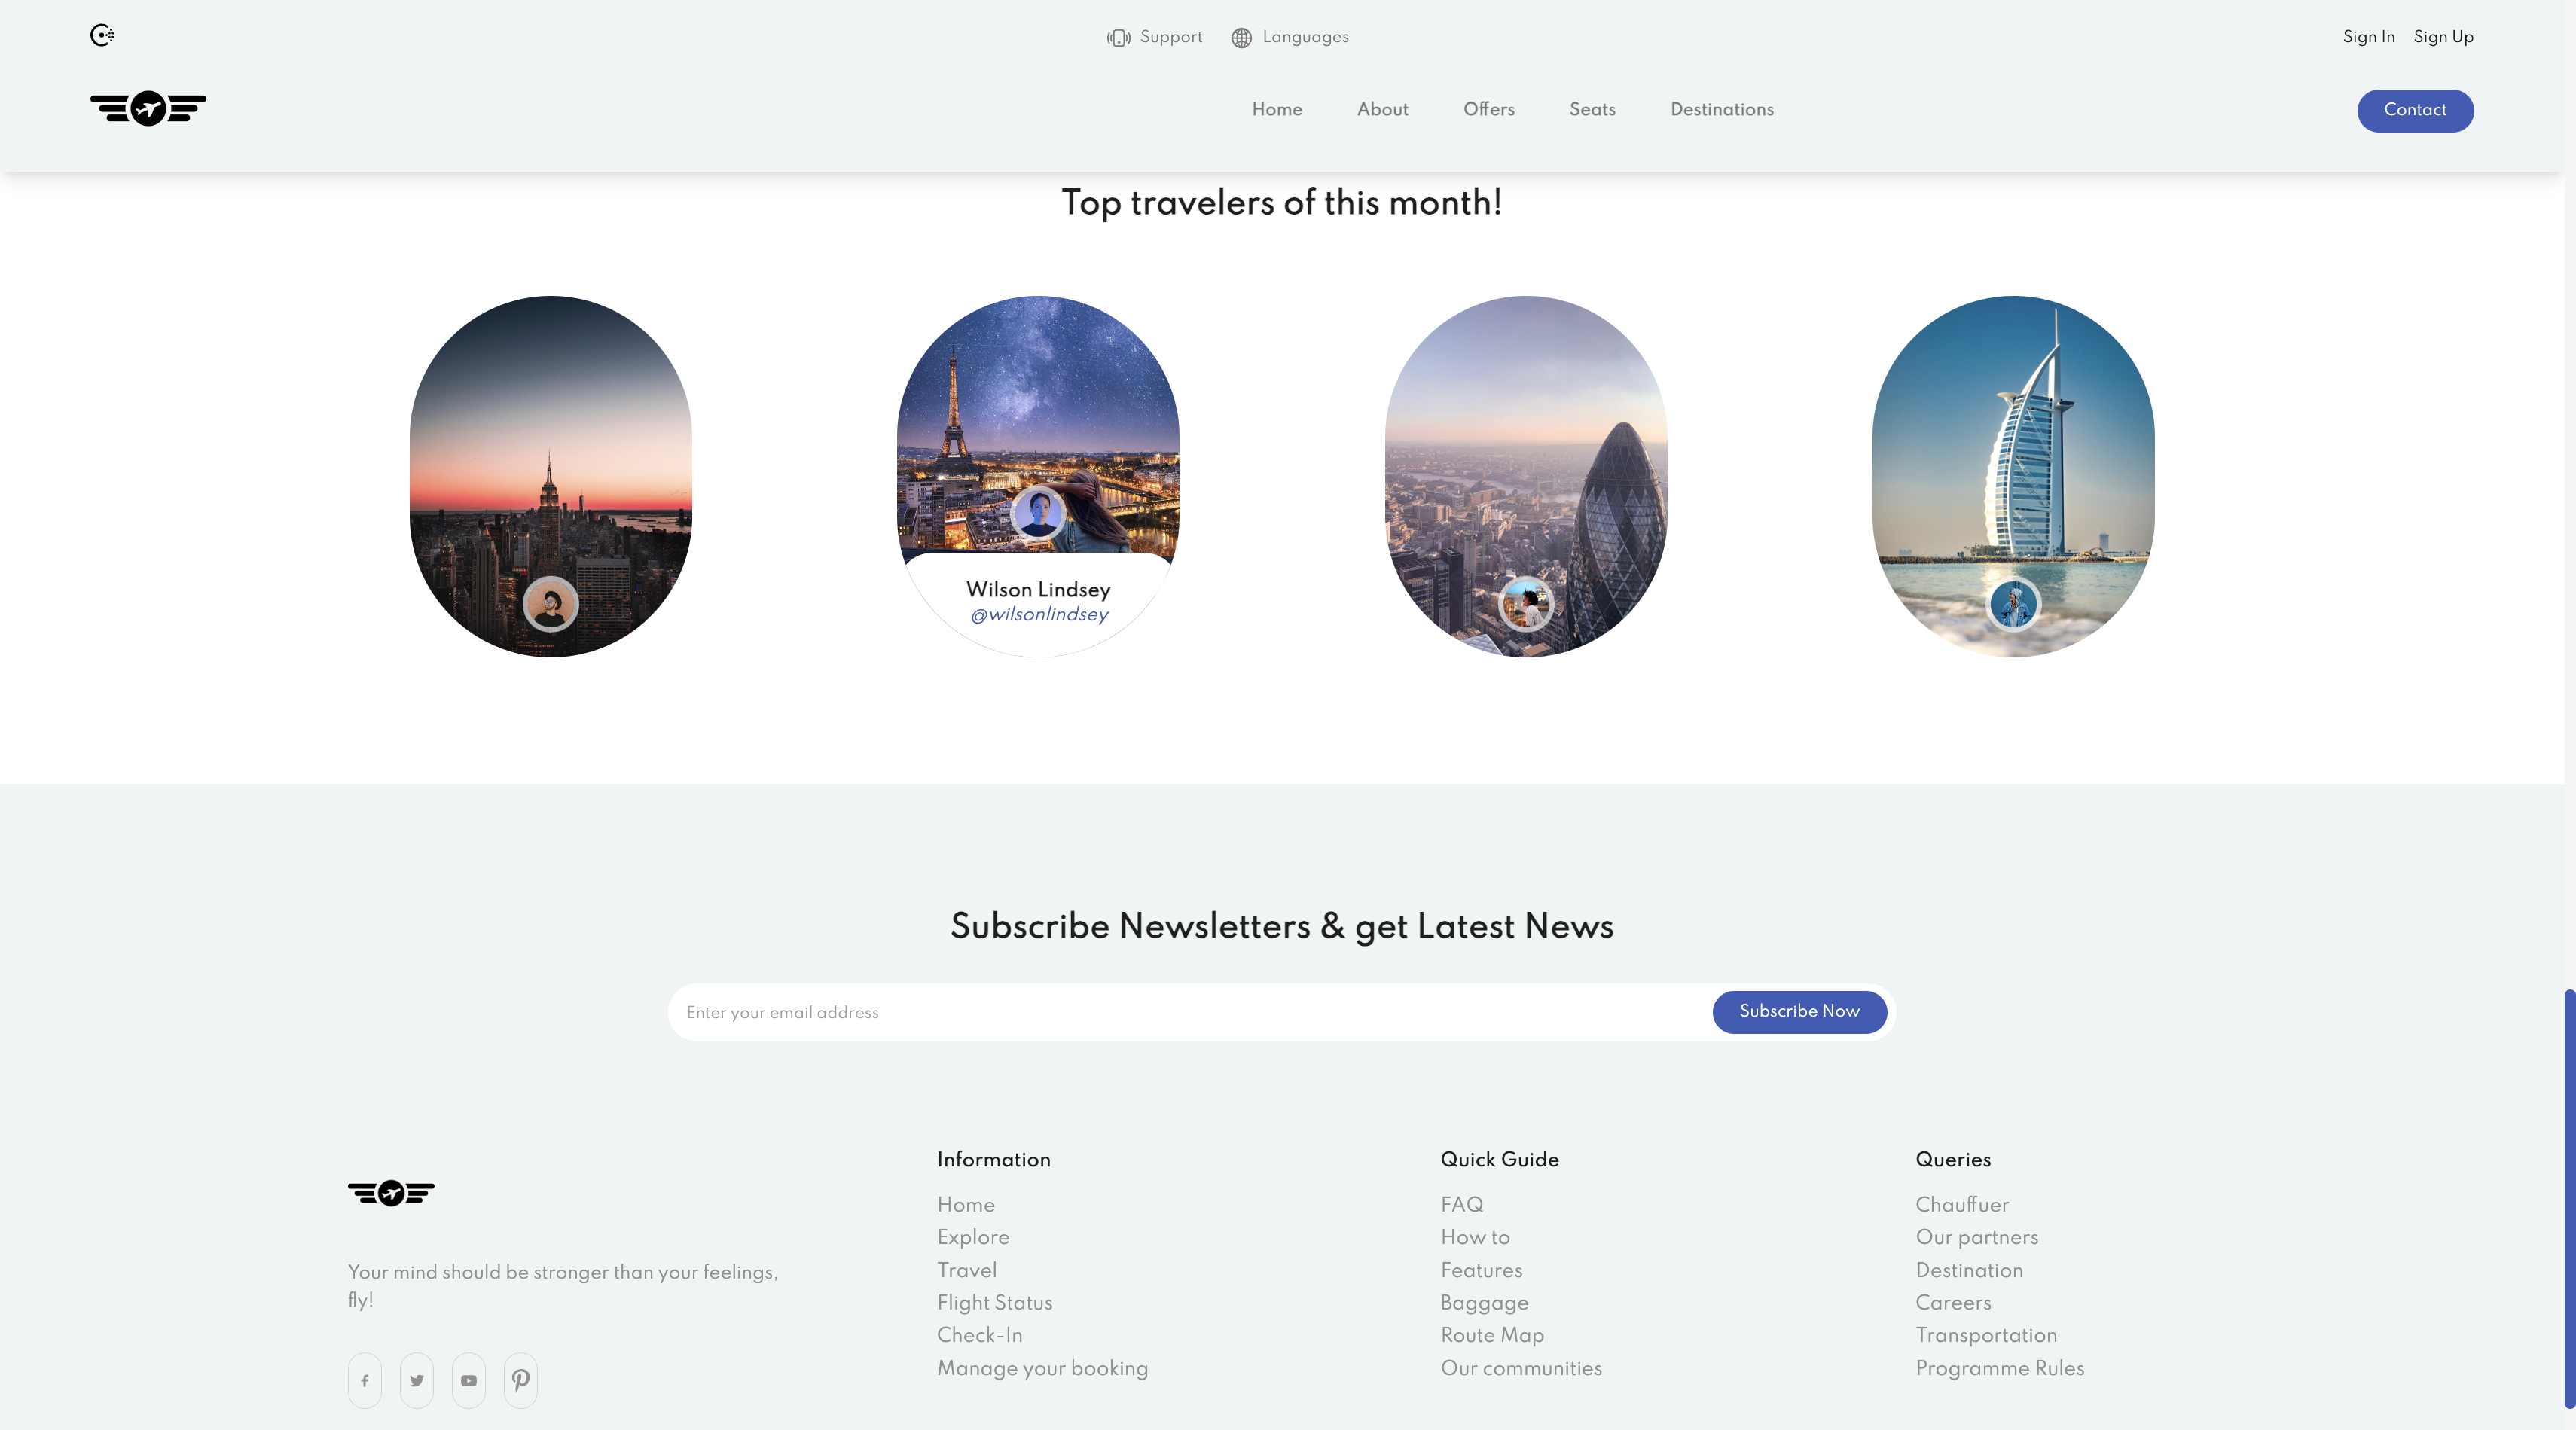 Support
Languages
Sign In
Sign Up
Home
About
Offers
Seats
Destinations
Contact
Top travelers of this month!
Wilson Lindsey
@wilsonlindsey
Subscribe Newsletters & get Latest News
Enter your email address
Subscribe Now
Your mind should be stronger than your feelings,
fly!
Information
Home
Explore
Travel
Flight Status
Check-In
Manage your booking
Quick Guide
FAQ
How to
Features
Baggage
Route Map
Our communities
Queries
Chauffuer
Our partners
Destination
Careers
Transportation
Programme Rules